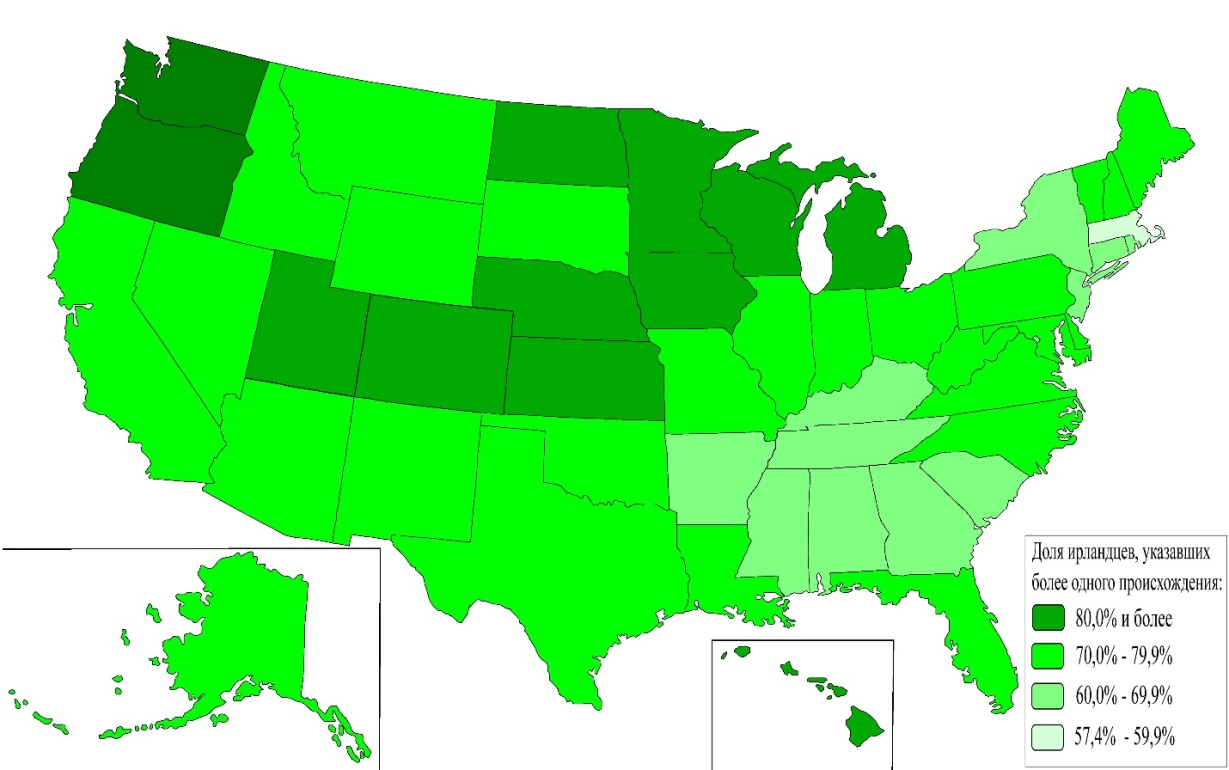 Доля ирландцев, указавших
более одного происхождения:
80,0% и более
70,0% - 79,9%
60,0% - 69,9%
57,4% - 59,9%